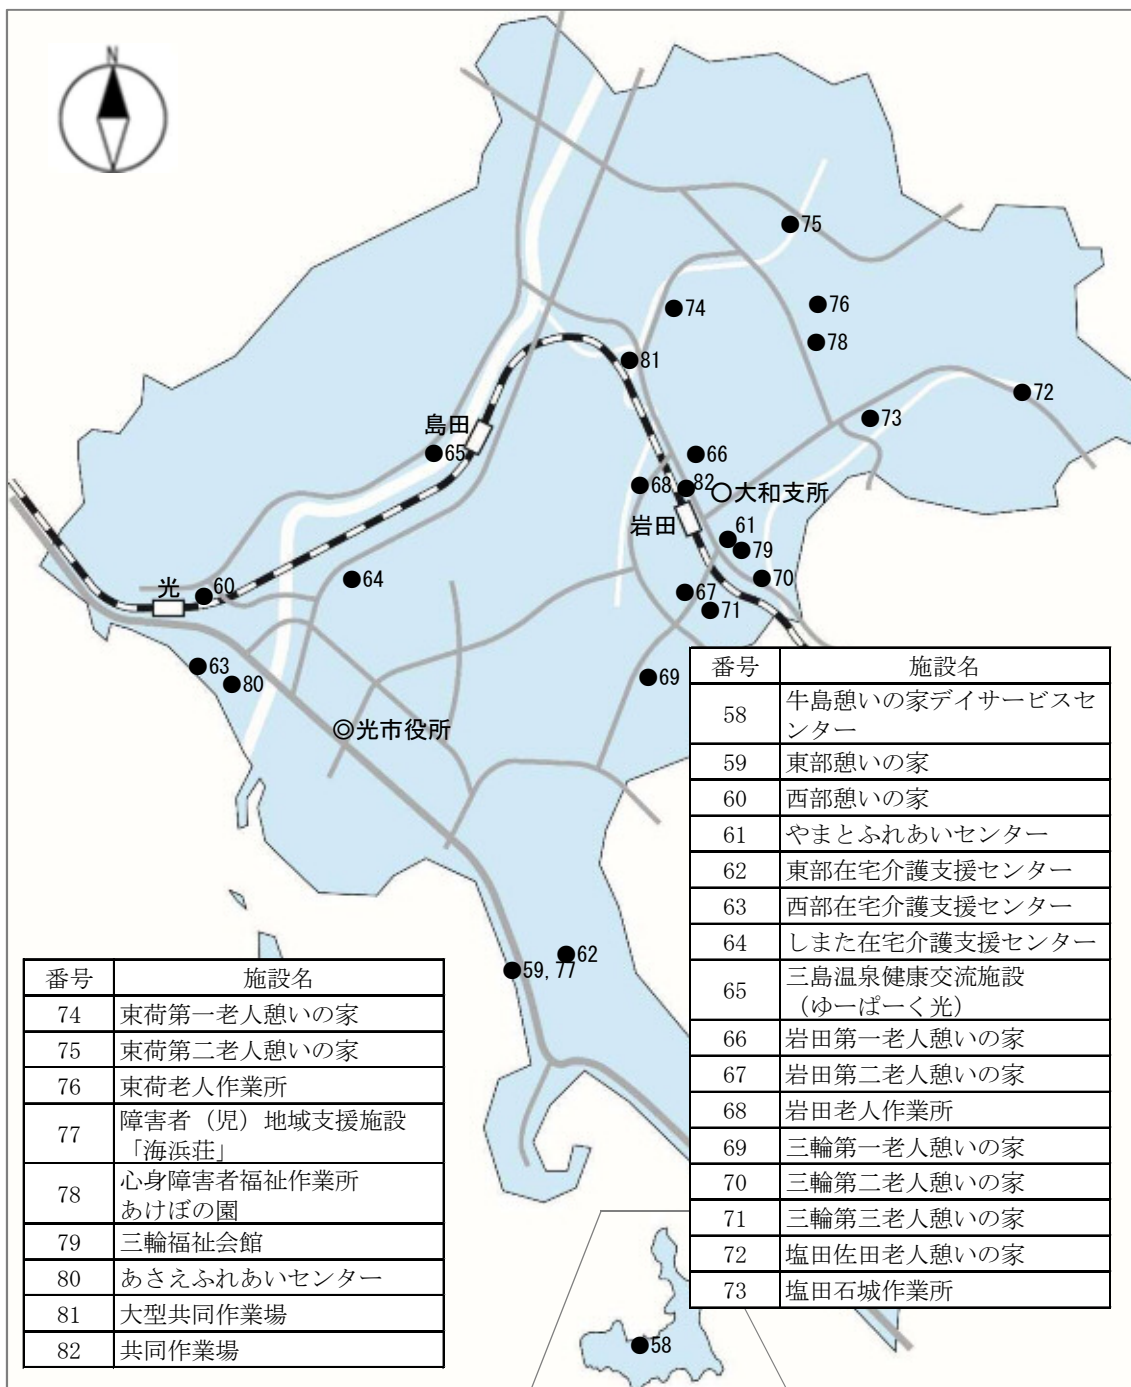 N
75
76
74
78
81
72
73
島田
65
66
68
82
大和支所
岩田
61
79
70
光
60
64
67
71
63
80
69
光市役所
62
59, 77
58
番号 施設名
58 牛島憩いの家デイサービスセ
ンター
59 東部憩いの家
60 西部憩いの家
61 やまとふれあいセンター
62 東部在宅介護支援センター
63 西部在宅介護支援センター
64 しまた在宅介護支援センター
65 三島温泉健康交流施設
（ゆーぱーく光）
66 岩田第一老人憩いの家
67 岩田第二老人憩いの家
68 岩田老人作業所
69 三輪第一老人憩いの家
70 三輪第二老人憩いの家
71 三輪第三老人憩いの家
72 塩田佐田老人憩いの家
73 塩田石城作業所
番号 施設名
74 束荷第一老人憩いの家
75 束荷第二老人憩いの家
76 束荷老人作業所
77 障害者（児）地域支援施設
「海浜荘」
78 心身障害者福祉作業所
あけぼの園
79 三輪福祉会館
80 あさえふれあいセンター
81 大型共同作業場
82 共同作業場